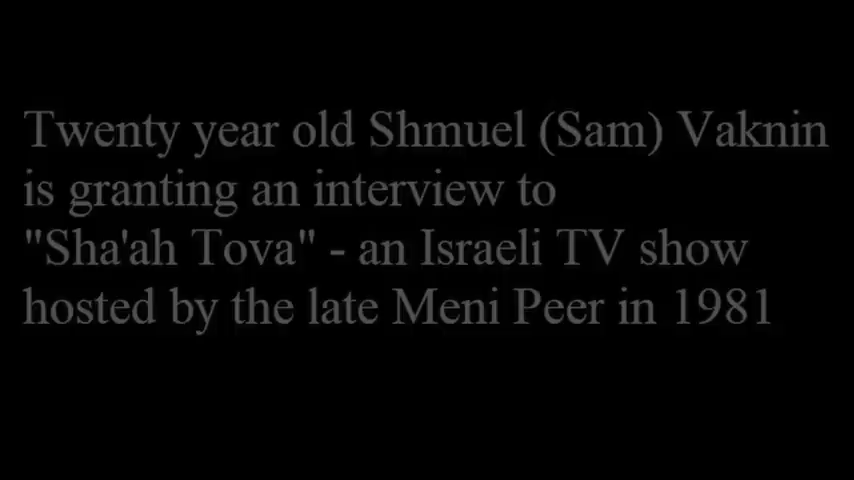 Twenty year old Shmuel (Sam) Vaknin
is granting an interview to
"Sha'ah Tova" - an Israeli TV show
hosted by the late Meni Peer in 1981